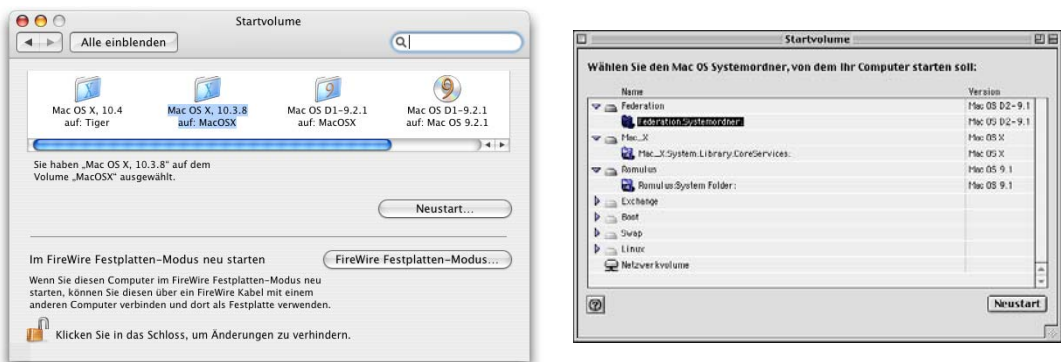 Startvolume
Alle einblenden
Mac OS X, 10.4
auf: Tiger
Mac OS X, 10.3.8
auf: MacOSX
Mac OS D1-9.2.1
auf: MacOSX
Mac OS D1-9.2.1
auf: Mac OS 9.2.1
Sie haben „Mac OS X, 10.3.8“ auf dem
Volume „MacOSX“ ausgewählt.
Neustart...
Im FireWire Festplatten-Modus neu starten
FireWire Festplatten-Modus...
Wenn Sie diesen Computer im FireWire Festplatten-Modus neu
starten, können Sie diesen über ein FireWire Kabel mit einem
anderen Computer verbinden und dort als Festplatte verwenden.
Klicken Sie in das Schloss, um Änderungen zu verhindern.
Startvolume
Wählen Sie den Mac OS Systemordner, von dem Ihr Computer starten soll:
Name Version
Federation Mac OS D2-9.1
Federation:Systemordner: Mac OS D2-9.1
Mac_X Mac OS X
Mac_X:System:Library:CoreServices: Mac OS X
Romulus Mac OS 9.1
Romulus:System Folder: Mac OS 9.1
Exchange
Boot
Swap
Linux
Netzwerkvolume
Neustart